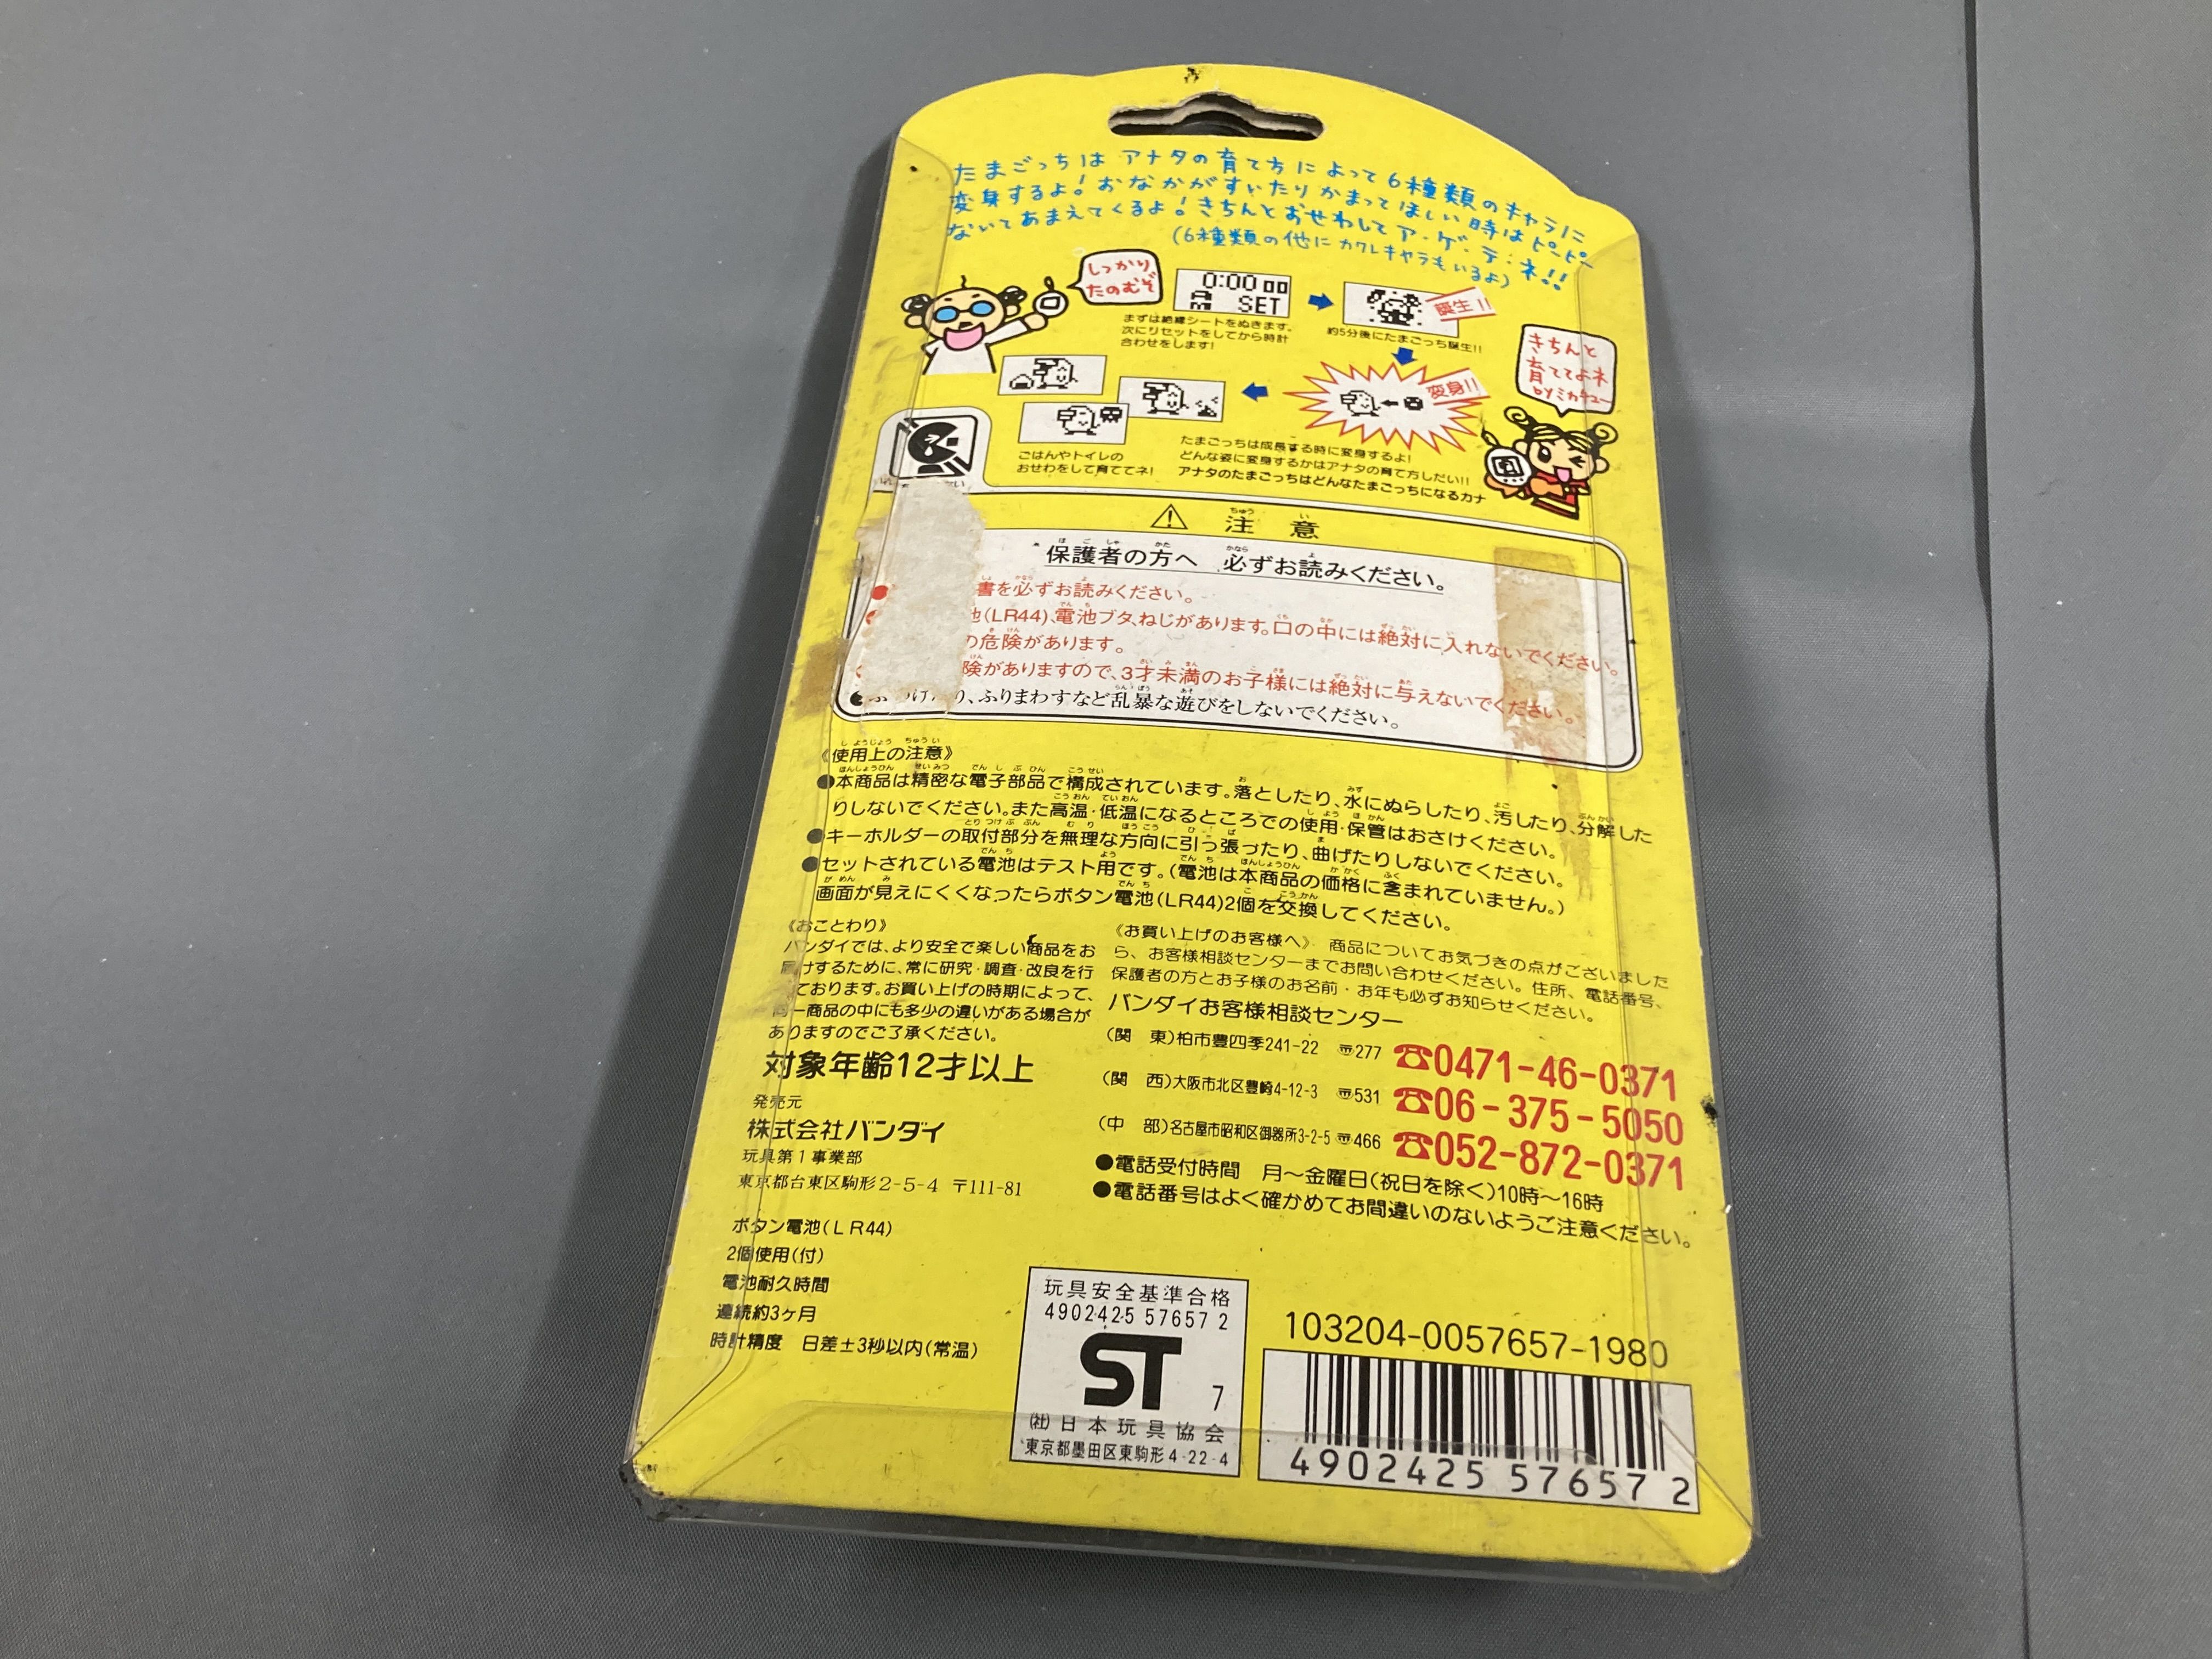 たまごっちは アナタの育て方によって6種類のキャラに
変身するよ!おなかがすいたりかまってほしい時はピーピー
ないてあまえてくるよ!きちんとおせわしてア・ゲ・テ・ネ!!
(6種類の他にカクレキャラもいるよ)
しっかり
たのむぞ
0:00 00
AM SET
誕生!!
まずは絶縁シートをぬきます。
次にリセットをしてから時計
合わせをします!
約5分後にたまごっち誕生!!
きちんと
育ててよネ
byミカチュー
変身!!
ごはんやトイレの
おせわをして育ててネ!
たまごっちは成長する時に変身するよ!
どんな姿に変身するかはアナタの育て方しだい!!
アナタのたまごっちはどんなたまごっちになるカナ
注意
保護者の方へ 必ずお読みください。
書を必ずお読みください。
池(LR44)、電池ブタ、ねじがあります。口の中には絶対に入れないでください。
の危険があります。
険がありますので、3才未満のお子様には絶対に与えないでください。
り、ふりまわすなど乱暴な遊びをしないでください。
《使用上の注意》
●本商品は精密な電子部品で構成されています。落としたり、水にぬらしたり、汚したり、分解した
りしないでください。また高温・低温になるところでの使用・保管はおさけください。
●キーホルダーの取付部分を無理な方向に引っ張ったり、曲げたりしないでください。
●セットされている電池はテスト用です。(電池は本商品の価格に含まれていません。)
画面が見えにくくなったらボタン電池(LR44)2個を交換してください。
《おことわり》
バンダイでは、より安全で楽しい商品をお
届けするために、常に研究・調査・改良を行
ております。お買い上げの時期によって、
同一商品の中にも多少の違いがある場合が
ありますのでご了承ください。
対象年齢12才以上
発売元
株式会社バンダイ
玩具第1事業部
東京都台東区駒形2-5-4 〒111-81
ボタン電池(LR44)
2個使用(付)
電池耐久時間
連続約3ヶ月
時計精度 日差±3秒以内(常温)
《お買い上げのお客様へ》 商品についてお気づきの点がございました
ら、お客様相談センターまでお問い合わせください。住所、電話番号、
保護者の方とお子様のお名前・お年も必ずお知らせください。
バンダイお客様相談センター
(関 東)柏市豊四季241-22 〒277 ☎0471-46-0371
(関 西)大阪市北区豊崎4-12-3 〒531 ☎06-375-5050
(中 部)名古屋市昭和区御器所3-2-5 〒466 ☎052-872-0371
●電話受付時間 月〜金曜日(祝日を除く)10時〜16時
●電話番号はよく確かめてお間違いのないようご注意ください。
玩具安全基準合格
4902425 57657 2
ST 7
(社)日本玩具協会
東京都墨田区東駒形4-22-4
103204-0057657-1980
4902425 57657 2